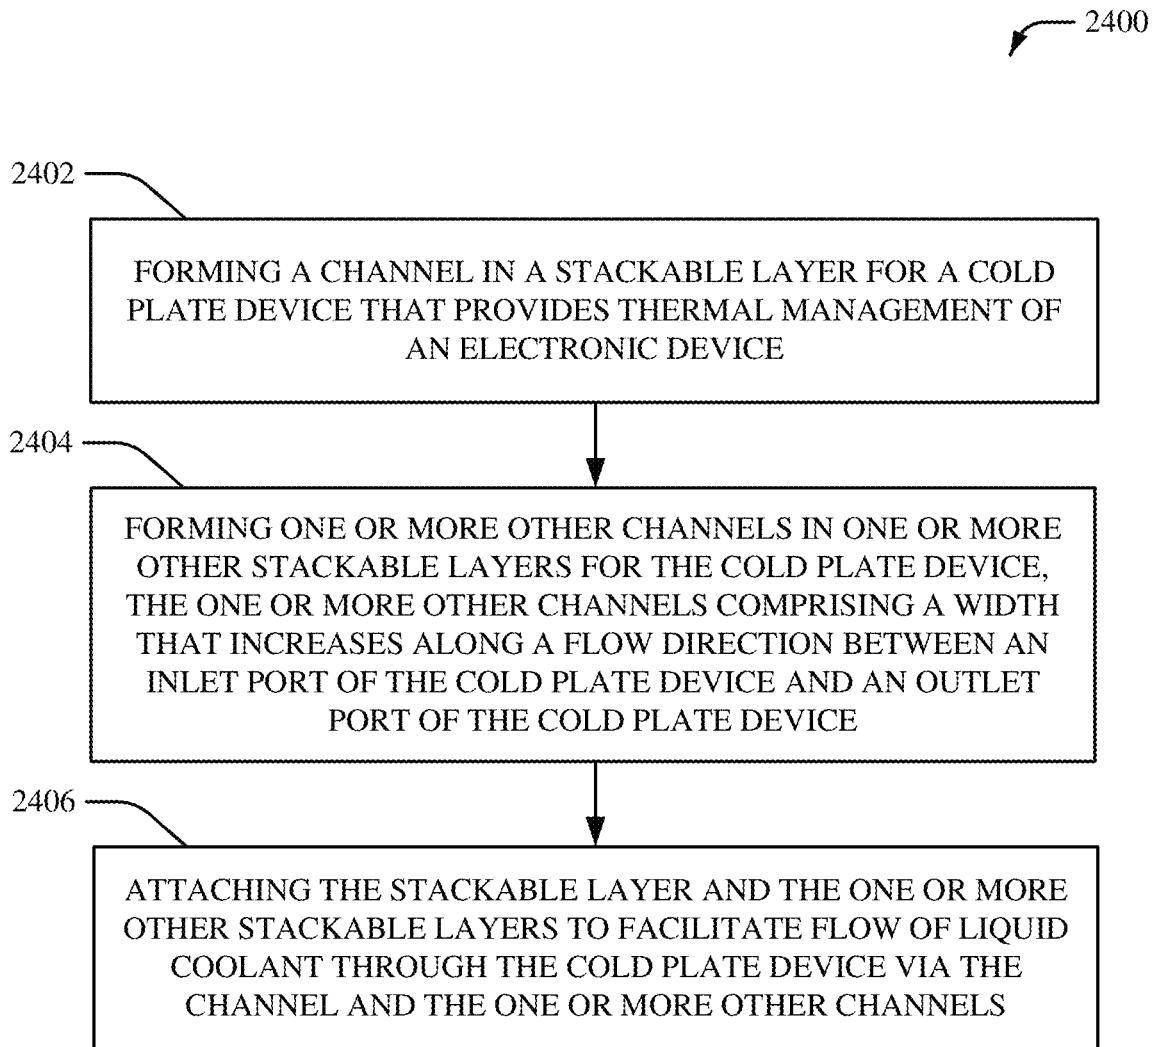 2400
2402
FORMING A CHANNEL IN A STACKABLE LAYER FOR A COLD
PLATE DEVICE THAT PROVIDES THERMAL MANAGEMENT OF
AN ELECTRONIC DEVICE
2404
FORMING ONE OR MORE OTHER CHANNELS IN ONE OR MORE
OTHER STACKABLE LAYERS FOR THE COLD PLATE DEVICE,
THE ONE OR MORE OTHER CHANNELS COMPRISING A WIDTH
THAT INCREASES ALONG A FLOW DIRECTION BETWEEN AN
INLET PORT OF THE COLD PLATE DEVICE AND AN OUTLET
PORT OF THE COLD PLATE DEVICE
2406
ATTACHING THE STACKABLE LAYER AND THE ONE OR MORE
OTHER STACKABLE LAYERS TO FACILITATE FLOW OF LIQUID
COOLANT THROUGH THE COLD PLATE DEVICE VIA THE
CHANNEL AND THE ONE OR MORE OTHER CHANNELS